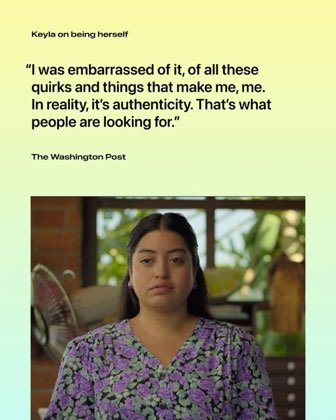 Keyla on being herself
“I was embarrassed of it, of all these
quirks and things that make me, me.
In reality, it’s authenticity. That’s what
people are looking for.”
The Washington Post